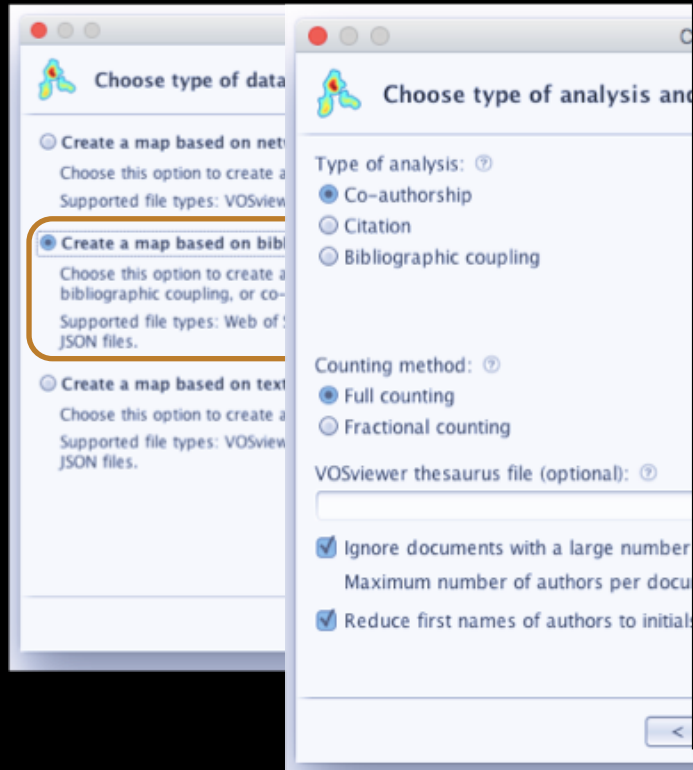 Choose type of data
Create a map based on net
Choose this option to create a
Supported file types: VOSview
Create a map based on bibl
Choose this option to create a
bibliographic coupling, or co-
Supported file types: Web of
JSON files.
Create a map based on text
Choose this option to create a
Supported file types: VOSview
JSON files.
C
Choose type of analysis and
Type of analysis:
Co-authorship
Citation
Bibliographic coupling
Counting method:
Full counting
Fractional counting
VOSviewer thesaurus file (optional):
Ignore documents with a large number
Maximum number of authors per docu
Reduce first names of authors to initials
<